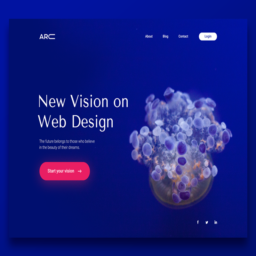 ARC
About Blog Contact Login
New Vision on
Web Design
The future belongs to those who believe
in the beauty of their dreams.
Start your vision →
f in